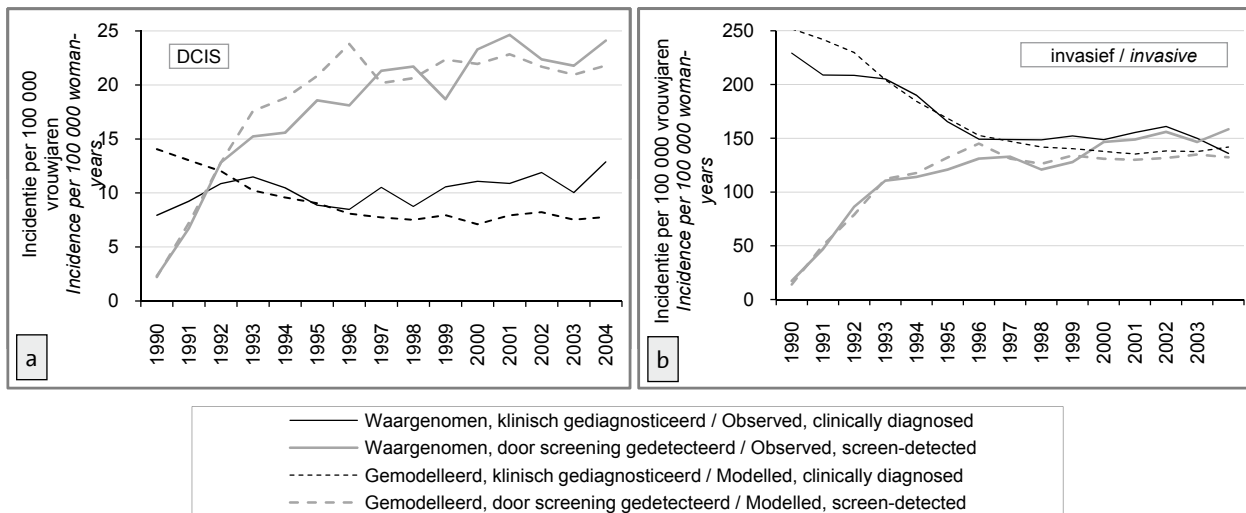 Incidentie per 100 000
vrouwjaren
Incidence per 100 000 woman-
years
25
20
15
10
5
0
DCIS
1990
1991
1992
1993
1994
1995
1996
1997
1998
1999
2000
2001
2002
2003
2004
a
Incidentie per 100 000 vrouwjaren
Incidence per 100 000 woman-
years
250
200
150
100
50
0
invasief / invasive
1990
1991
1992
1993
1994
1995
1996
1997
1998
1999
2000
2001
2002
2003
b
Waargenomen, klinisch gediagnosticeerd / Observed, clinically diagnosed
Waargenomen, door screening gedetecteerd / Observed, screen-detected
Gemodelleerd, klinisch gediagnosticeerd / Modelled, clinically diagnosed
Gemodelleerd, door screening gedetecteerd / Modelled, screen-detected